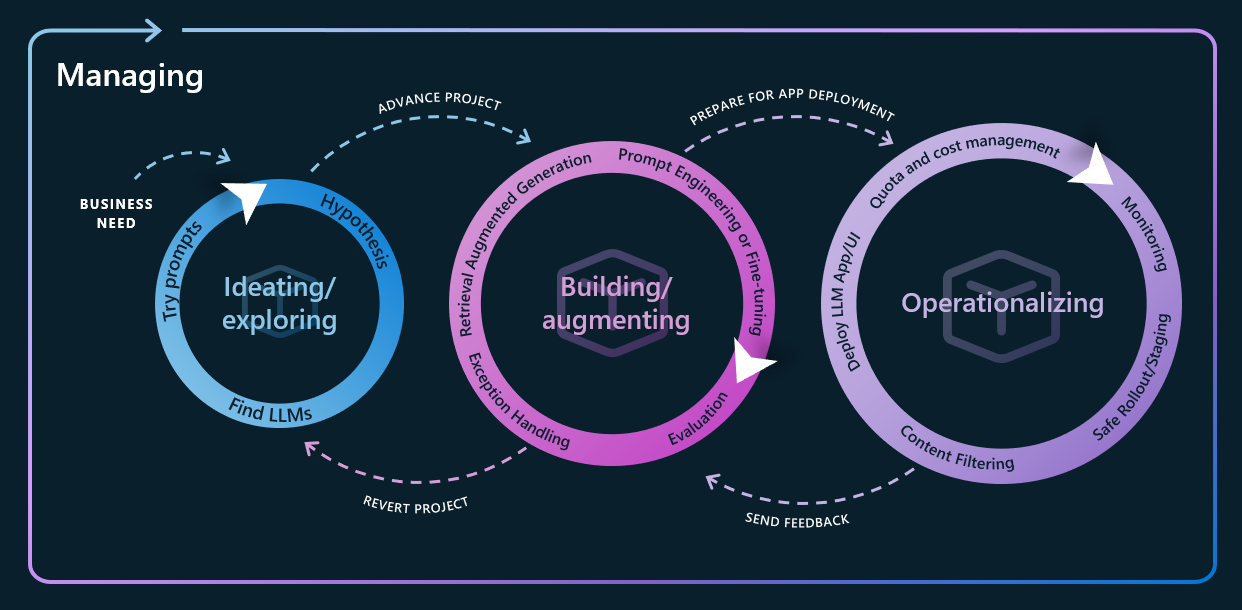 Managing
BUSINESS
NEED
ADVANCE PROJECT
PREPARE FOR APP DEPLOYMENT
Try prompts
Hypothesis
Find LLMs
Ideating/
exploring
Retrieval Augmented Generation
Prompt Engineering or Fine-tuning
Evaluation
Exception Handling
Building/
augmenting
Deploy LLM App/UI
Quota and cost management
Monitoring
Safe Rollout/Staging
Content Filtering
Operationalizing
REVERT PROJECT
SEND FEEDBACK